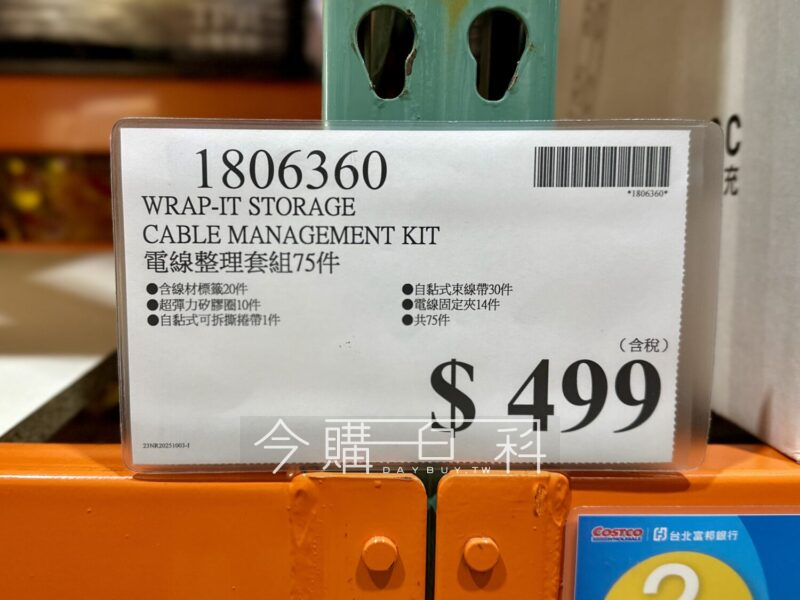 1806360
*1806360*
WRAP-IT STORAGE
CABLE MANAGEMENT KIT
電線整理套組75件
●含線材標籤20件
●自黏式束線帶30件
●超彈力矽膠圈10件
●電線固定夾14件
●自黏式可拆撕捲帶1件
●共75件
(含稅)
$ 499
23NR20251003-I
今購百科
DAYBUY.TW
C
充
COSTCO
台北富邦銀行
2